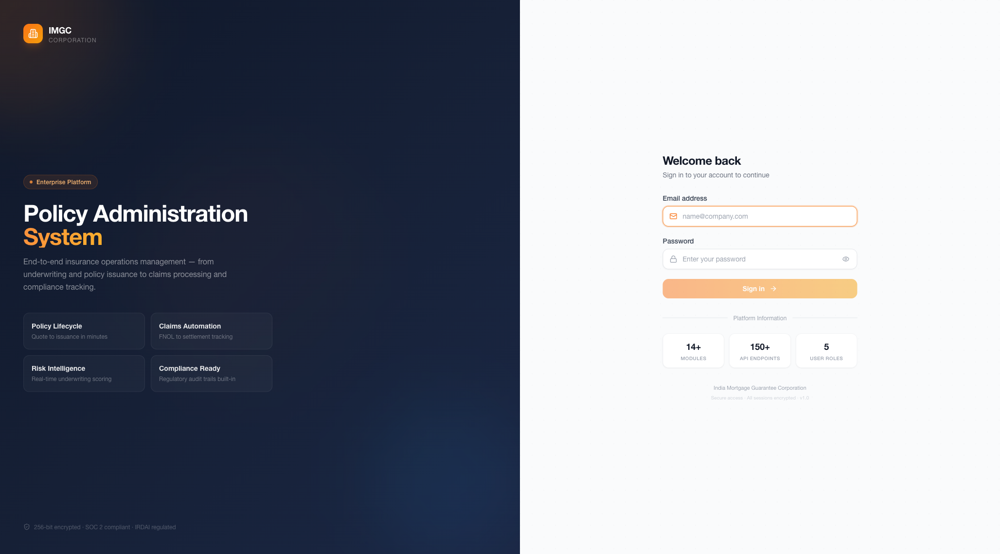 IMGC
CORPORATION
Enterprise Platform
Policy Administration
System
End-to-end insurance operations management — from
underwriting and policy issuance to claims processing and
compliance tracking.
Policy Lifecycle
Quote to issuance in minutes
Claims Automation
FNOL to settlement tracking
Risk Intelligence
Real-time underwriting scoring
Compliance Ready
Regulatory audit trails built-in
256-bit encrypted · SOC 2 compliant · IRDAI regulated
Welcome back
Sign in to your account to continue
Email address
name@company.com
Password
Enter your password
Sign in
Platform Information
14+
MODULES
150+
API ENDPOINTS
5
USER ROLES
India Mortgage Guarantee Corporation
Secure access · All sessions encrypted · v1.0